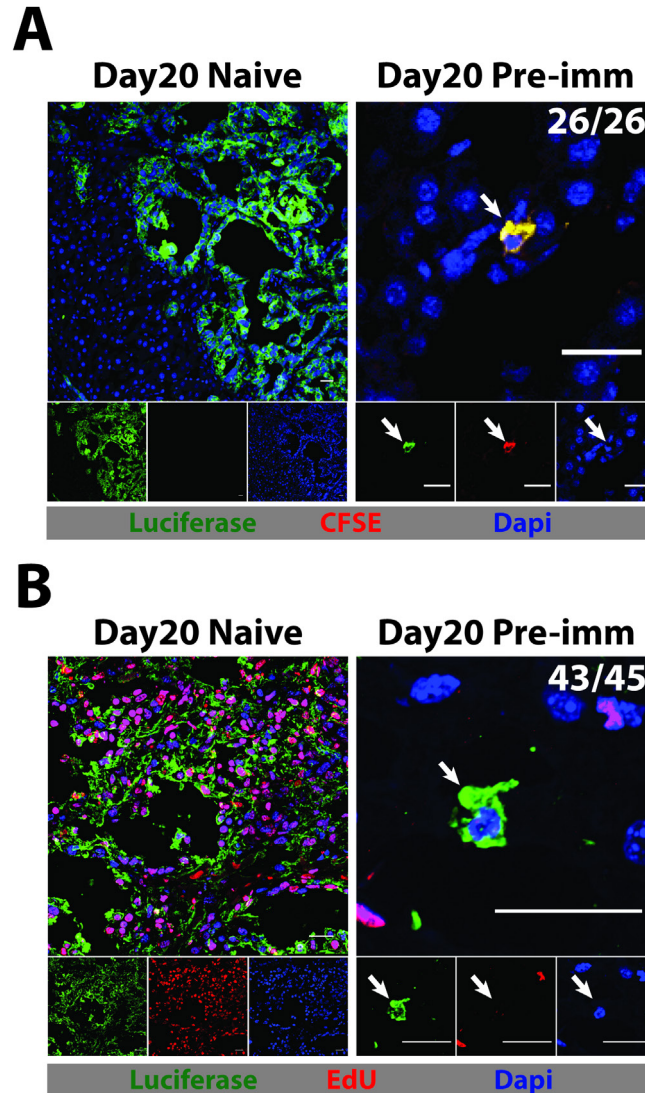 A
Day20 Naive
Day20 Pre-imm
26/26
Luciferase CFSE Dapi
B
Day20 Naive
Day20 Pre-imm
43/45
Luciferase EdU Dapi